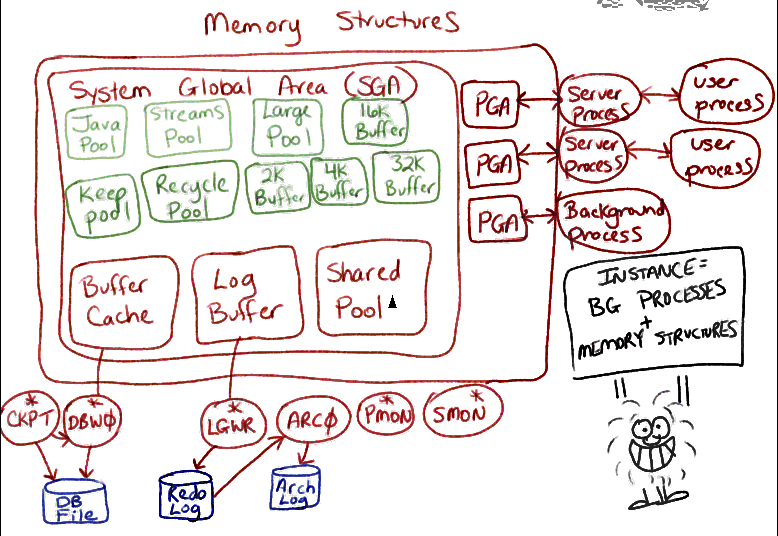 Memory Structures
System Global Area (SGA)
Java
Pool
Streams
Pool
Large
Pool
16K
Buffer
Keep
pool
Recycle
Pool
2K
Buffer
4K
Buffer
32K
Buffer
Buffer
Cache
Log
Buffer
Shared
Pool
PGA
Server
Process
user
process
PGA
Server
process
user
process
PGA
Background
Process
INSTANCE=
BG PROCESSES
+
MEMORY STRUCTURES
*
CKPT
*
DBWØ
*
LGWR
ARCØ
*
PMON
*
SMON
DB
File
Redo
Log
Arch
Log